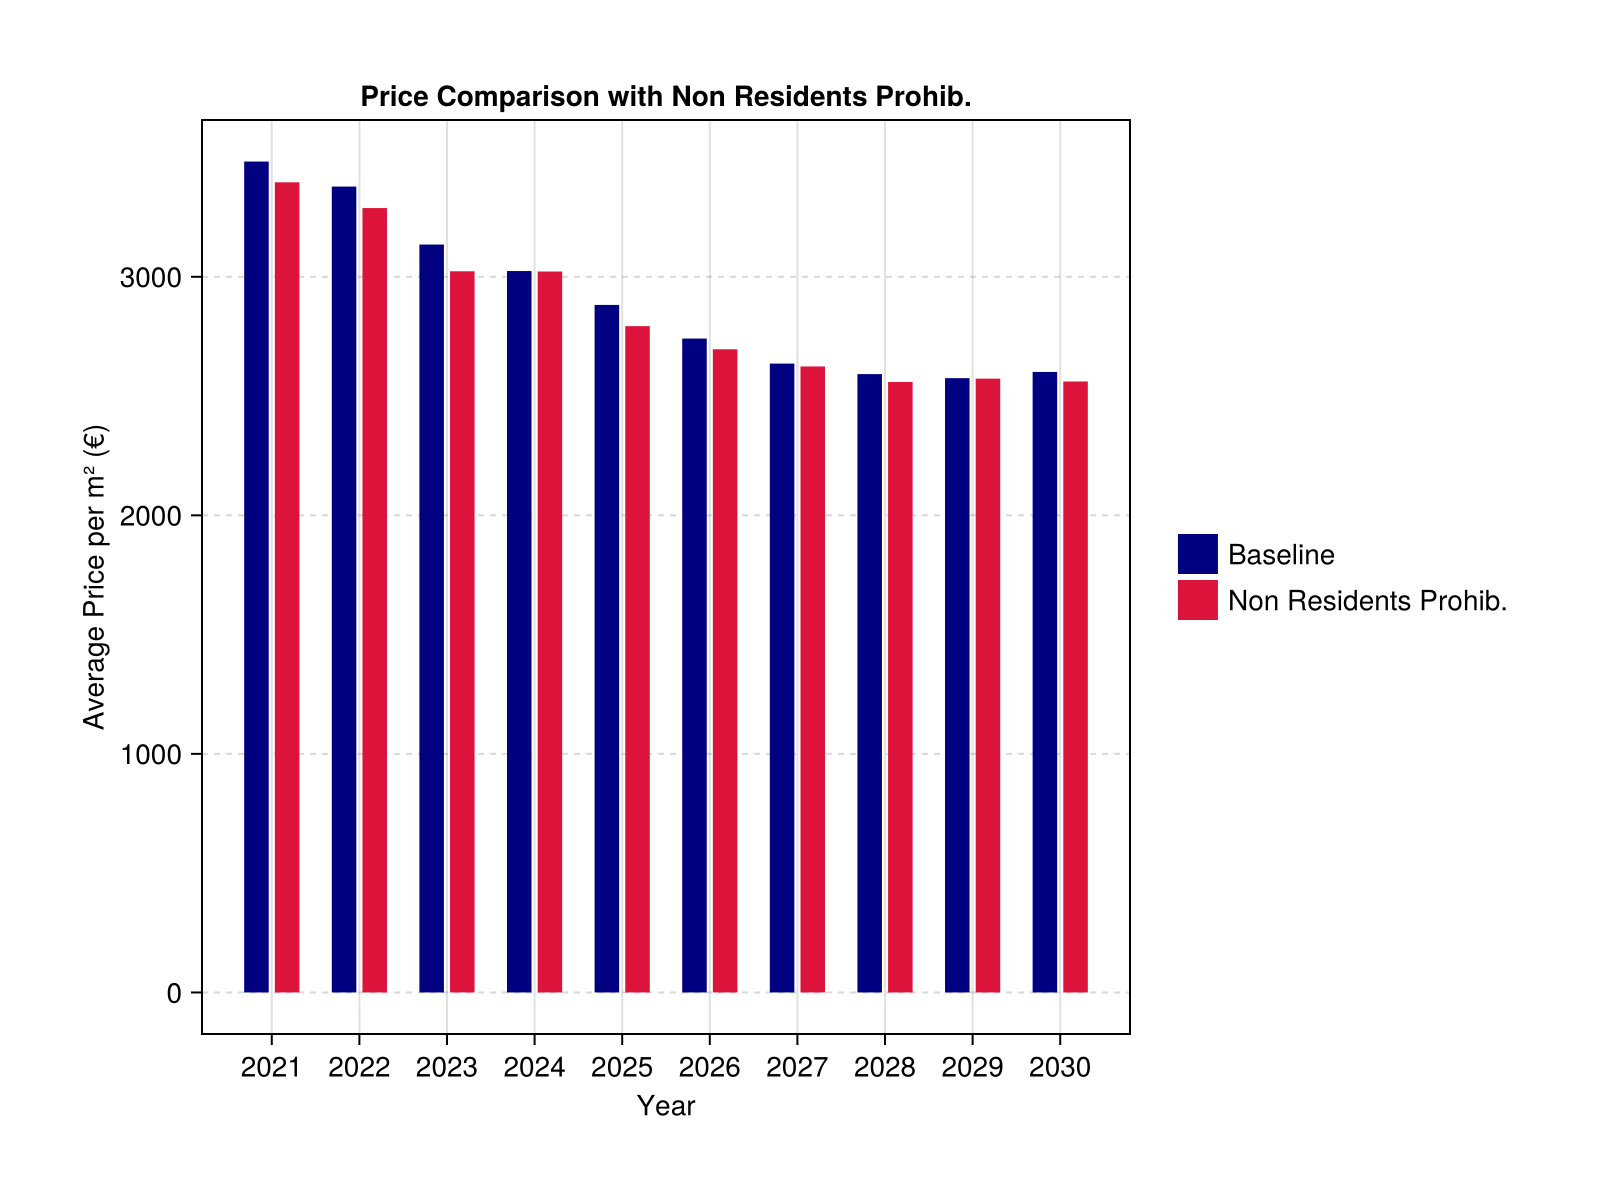 Price Comparison with Non Residents Prohib.
Average Price per m² (€)
3000
2000
1000
0
2021 2022 2023 2024 2025 2026 2027 2028 2029 2030
Year
Baseline
Non Residents Prohib.